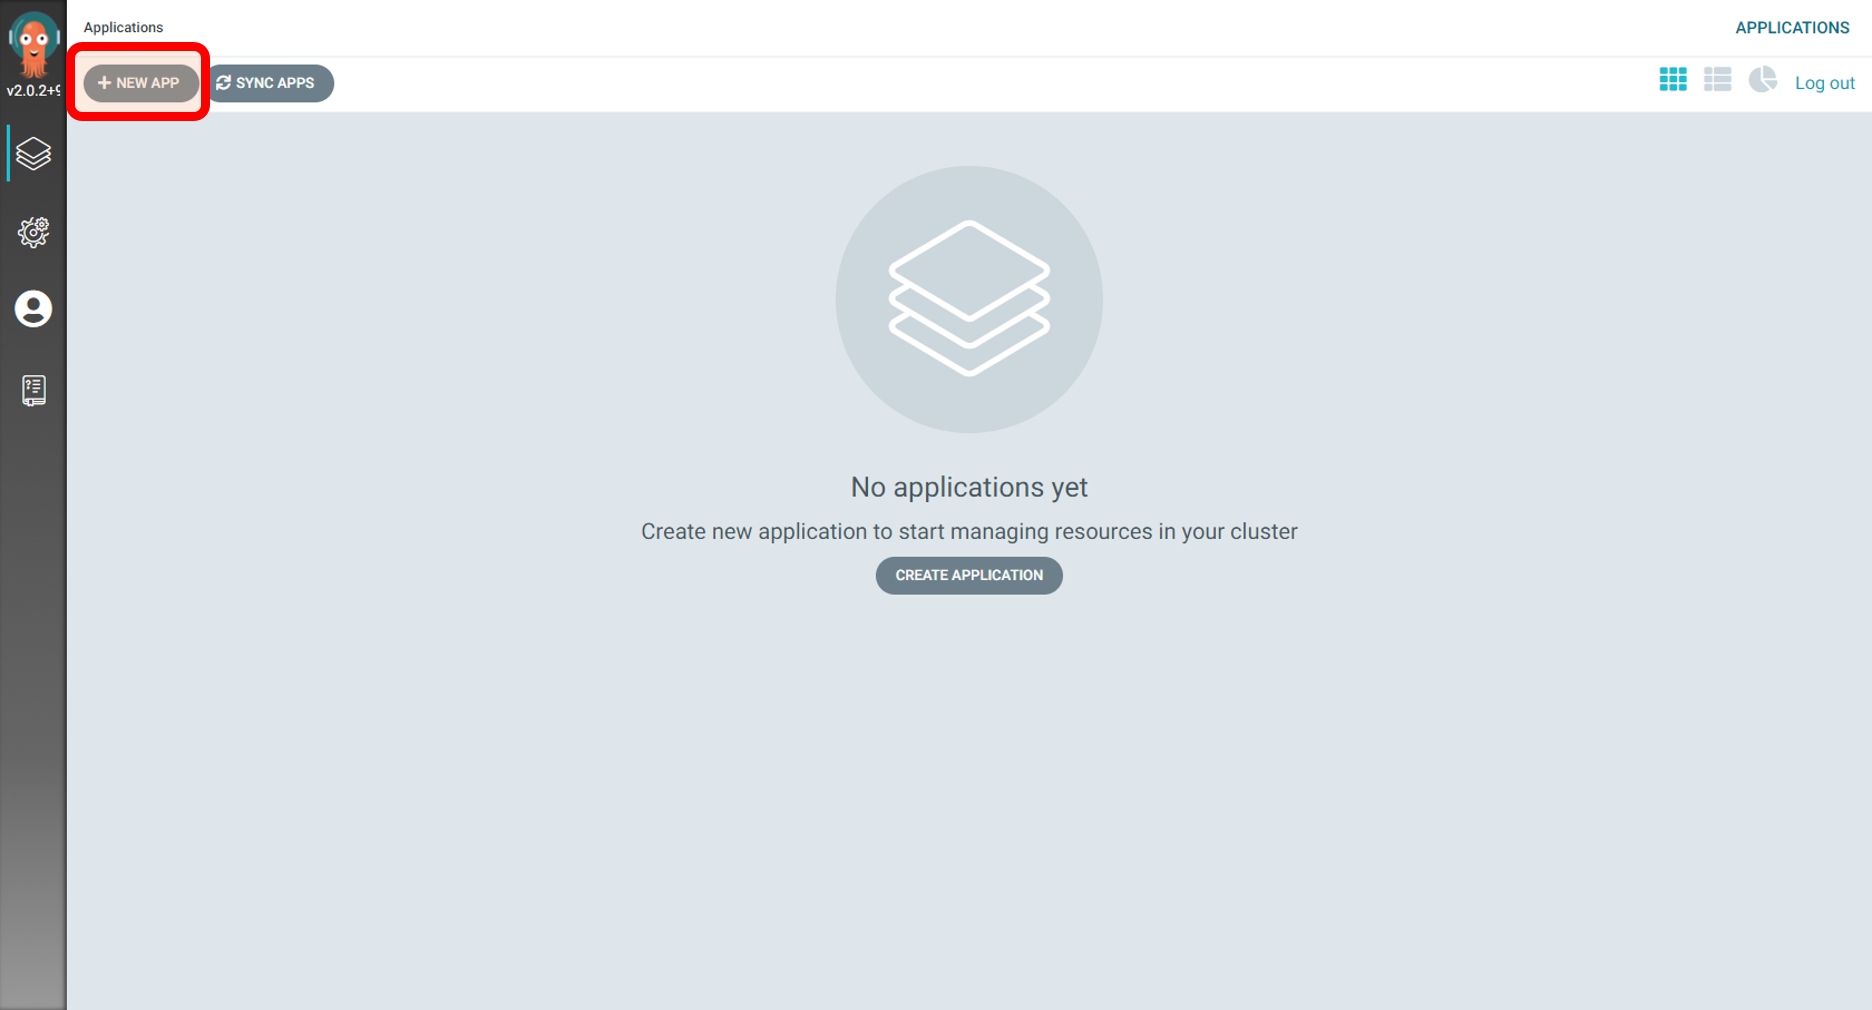 Applications
APPLICATIONS
v2.0.2+9
NEW APP
SYNC APPS
Log out
No applications yet
Create new application to start managing resources in your cluster
CREATE APPLICATION